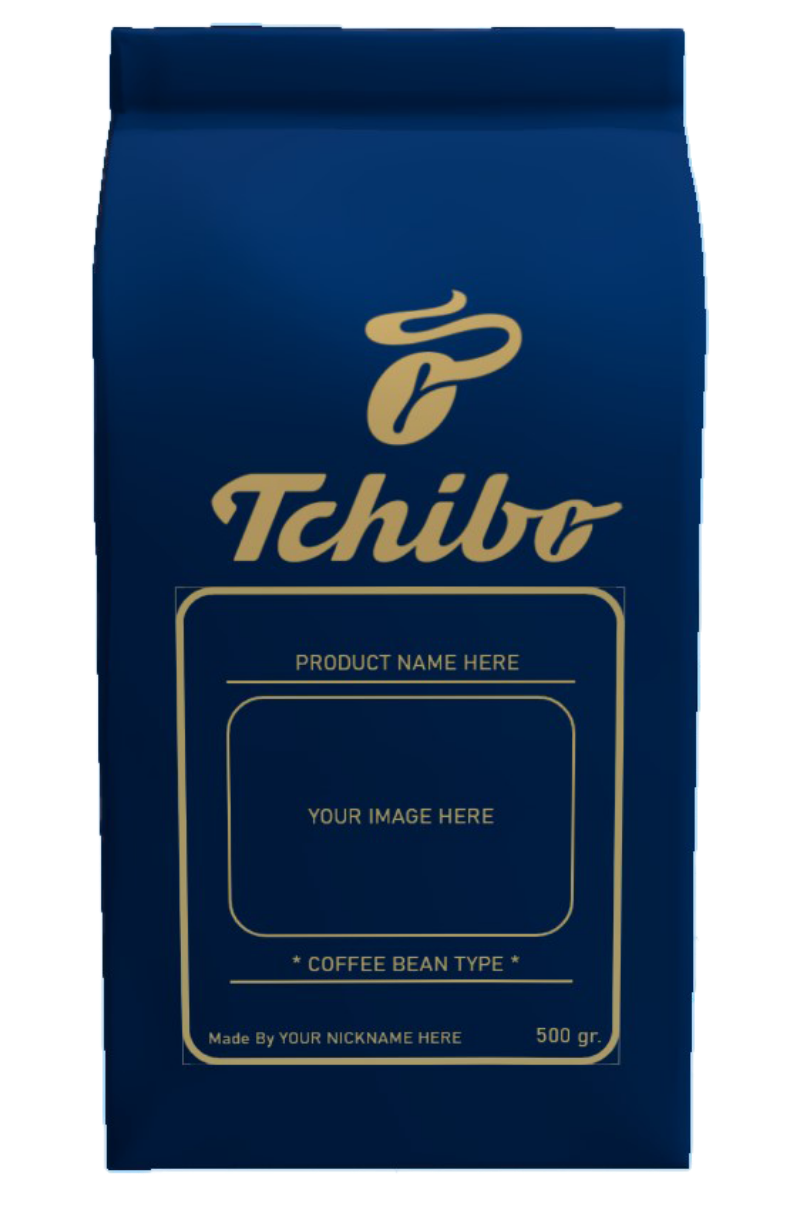 Tchibo
PRODUCT NAME HERE
YOUR IMAGE HERE
* COFFEE BEAN TYPE *
Made By YOUR NICKNAME HERE 500 gr.